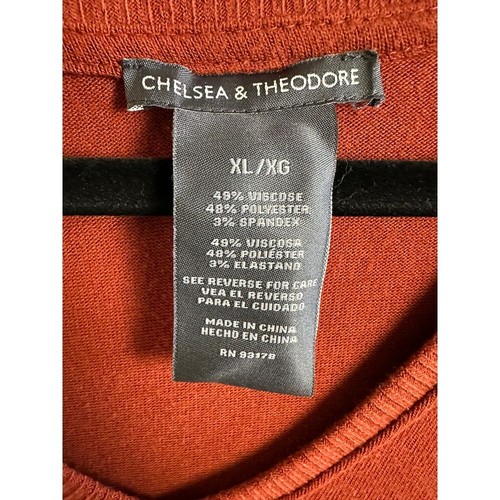 CHELSEA & THEODORE
XL/XG
49% VISCOSE
48% POLYESTER
3% SPANDEX
49% VISCOSA
48% POLIÉSTER
3% ELASTANO
SEE REVERSE FOR CARE
VEA EL REVERSO
PARA EL CUIDADO
MADE IN CHINA
HECHO EN CHINA
RN 93178